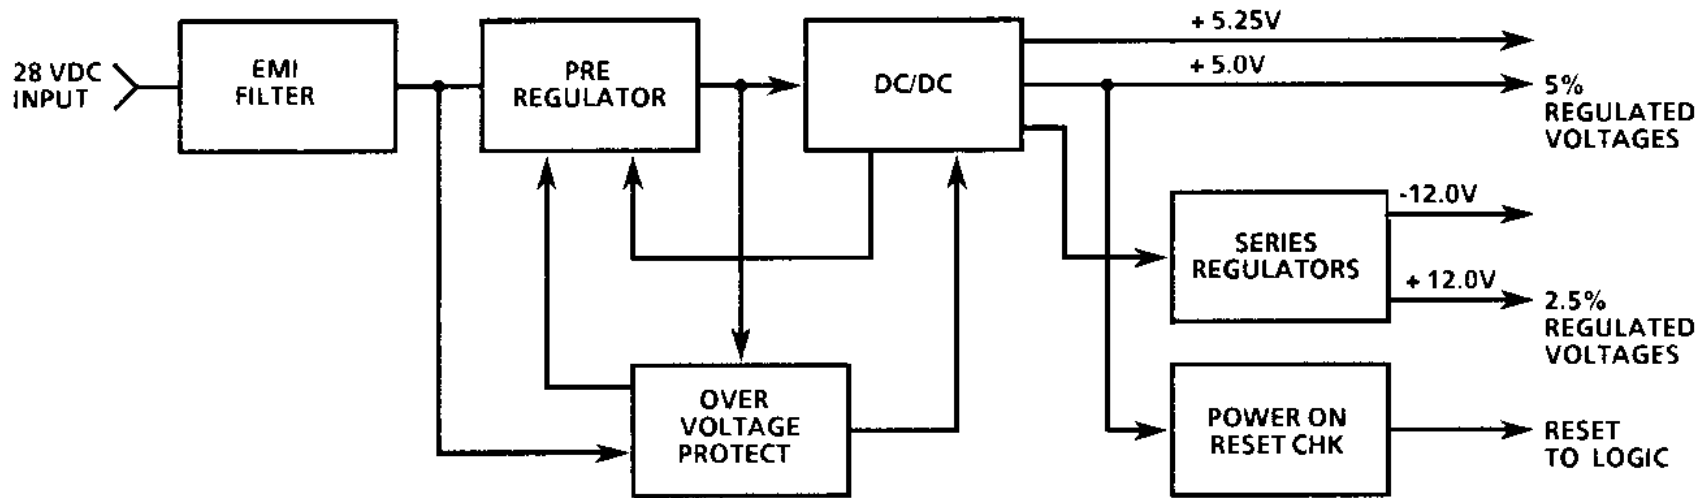 28 VDC
INPUT
EMI
FILTER
PRE
REGULATOR
DC/DC
+ 5.25V
+ 5.0V
5%
REGULATED
VOLTAGES
SERIES
REGULATORS
-12.0V
+ 12.0V
2.5%
REGULATED
VOLTAGES
OVER
VOLTAGE
PROTECT
POWER ON
RESET CHK
RESET
TO LOGIC